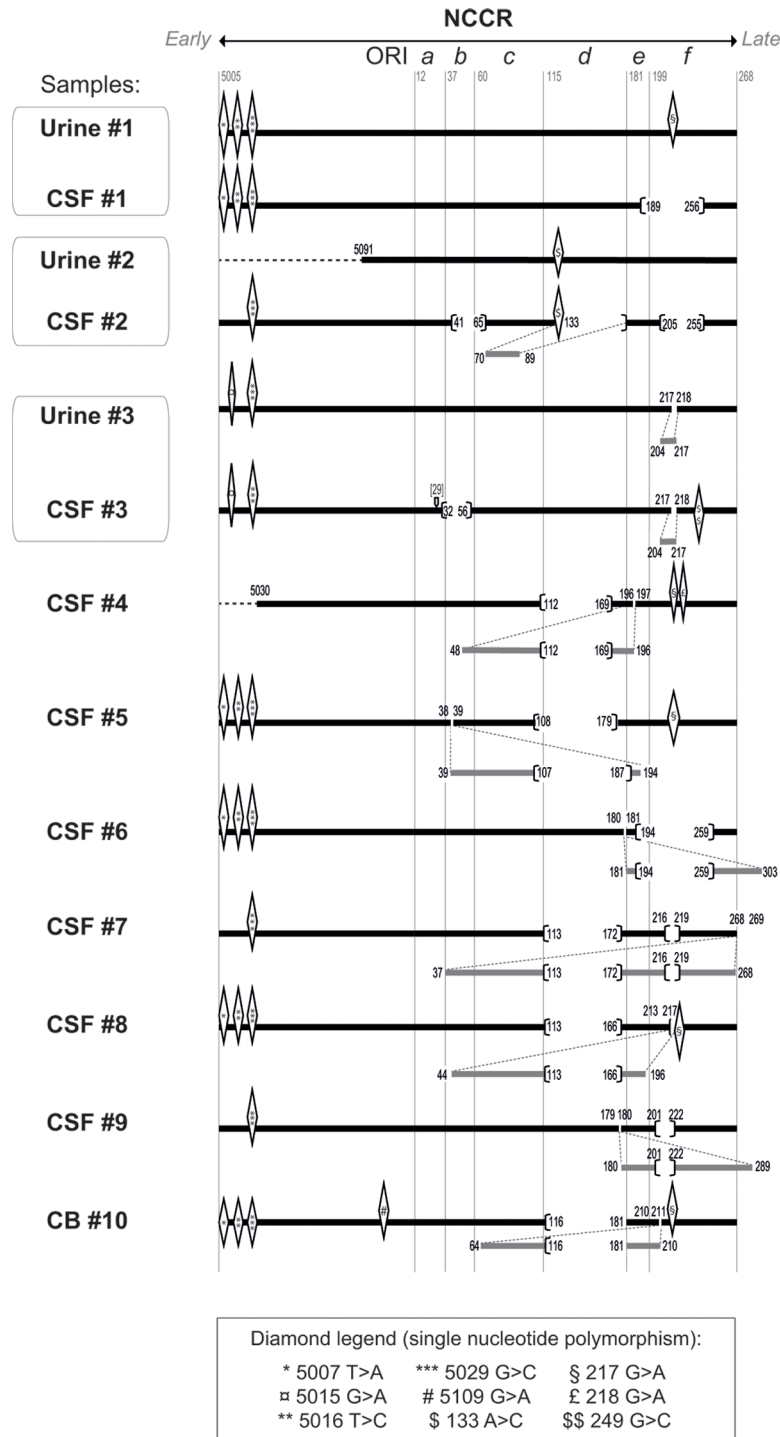 NCCR
Early Late
ORI a b c d e f
5005 12 37 60 115 181 199 268
Samples:
* ** *** §
Urine #1
* ** ***
CSF #1 189 256
5091 $
Urine #2
***
CSF #2 41 65 $ 133 205 255
70 89
¤ ***
Urine #3 217 218
204 217
¤ *** [29] 217 218 $$
CSF #3 32 56
204 217
5030 196 197 § £
CSF #4 112 169
48 112 169 196
* ** *** 38 39 §
CSF #5 108 179
39 107 187 194
* ** *** 180 181
CSF #6 194 259
181 194 259 303
*** 216 219 268 269
CSF #7 113 172
216 219
37 113 172 268
* ** *** 213 217 §
CSF #8 113 166
44 113 166 196
*** 179 180 201 222
CSF #9
201 222
180 289
* ** *** # 210 211 §
CB #10 116 181
64 116 181 210
Diamond legend (single nucleotide polymorphism):
* 5007 T>A *** 5029 G>C § 217 G>A
¤ 5015 G>A # 5109 G>A £ 218 G>A
** 5016 T>C $ 133 A>C $$ 249 G>C